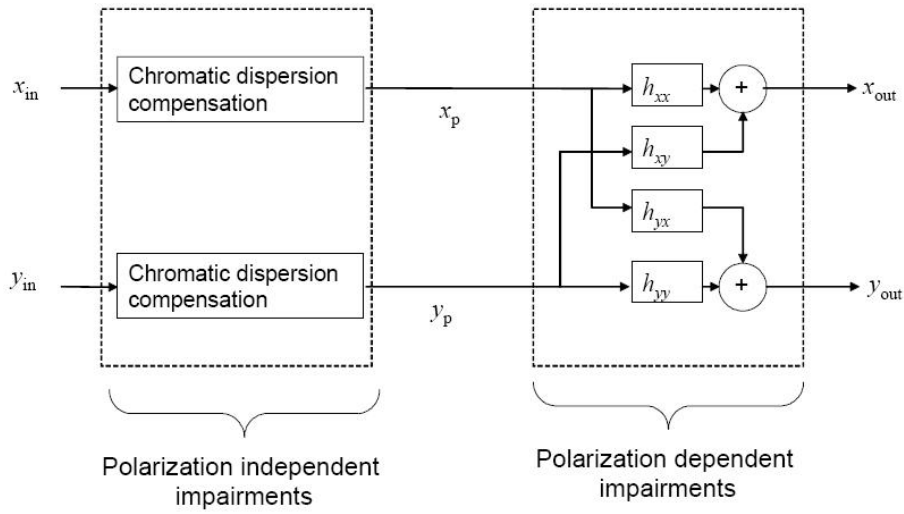 x_in
Chromatic dispersion
compensation
x_p
h_xx
+
x_out
h_xy
h_yx
y_in
Chromatic dispersion
compensation
y_p
h_yy
+
y_out
Polarization independent
impairments
Polarization dependent
impairments